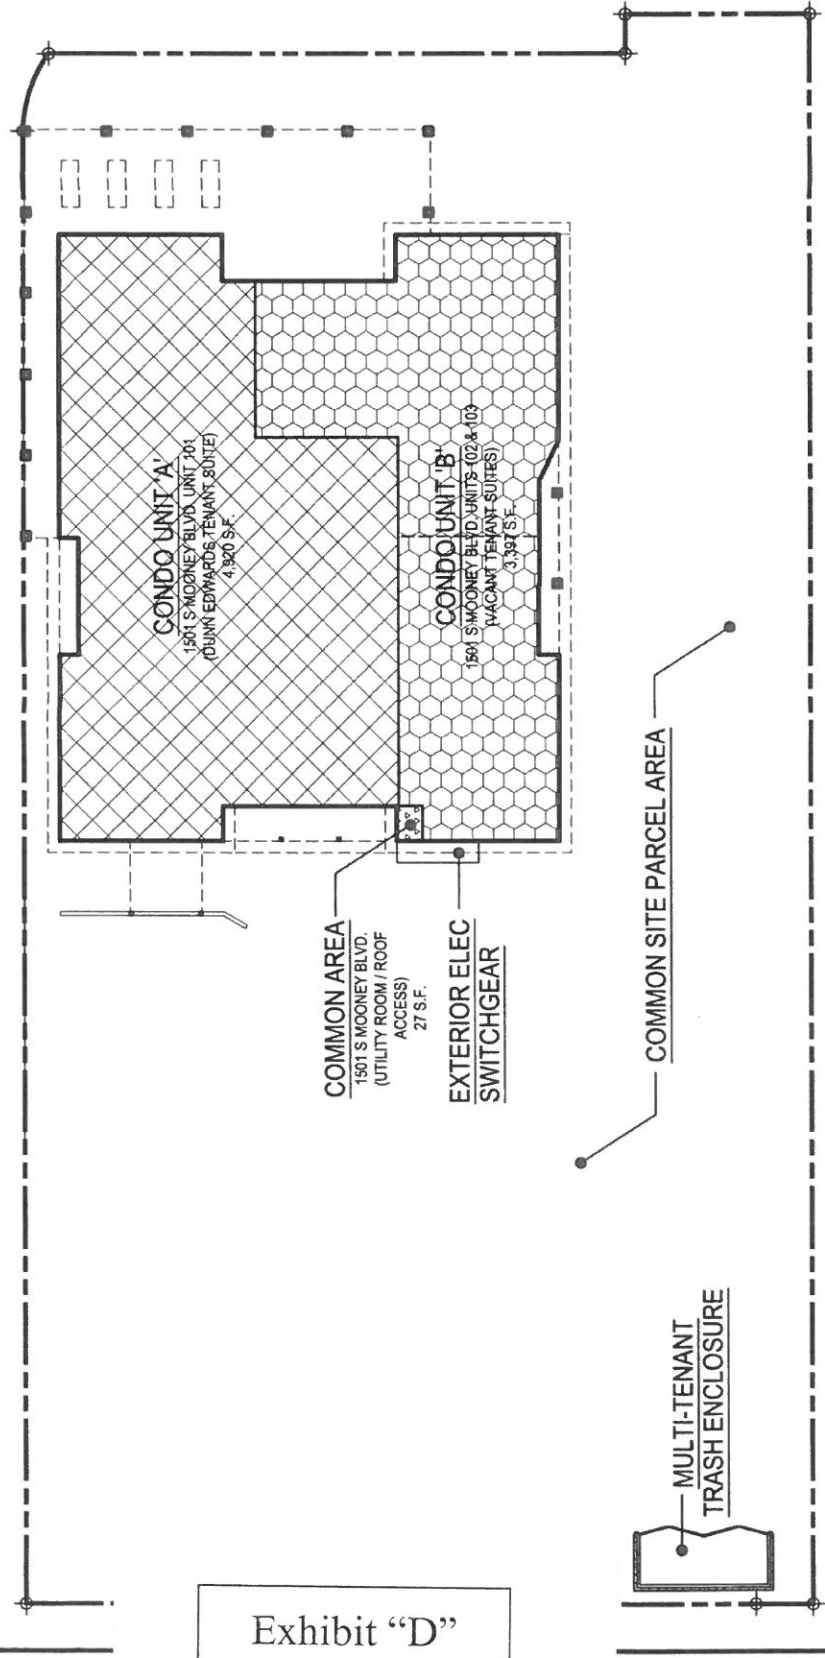 CONDO UNIT 'A'
1501 S MOONEY BLVD. UNIT 101
(DUNN EDWARDS TENANT SUITE)
4,920 S.F.
CONDO UNIT 'B'
1501 S MOONEY BLVD. UNITS 102 & 103
(VACANT TENANT SUITES)
3,397 S.F.
COMMON AREA
1501 S MOONEY BLVD.
(UTILITY ROOM / ROOF
ACCESS)
27 S.F.
EXTERIOR ELEC
SWITCHGEAR
COMMON SITE PARCEL AREA
MULTI-TENANT
TRASH ENCLOSURE
Exhibit “D”